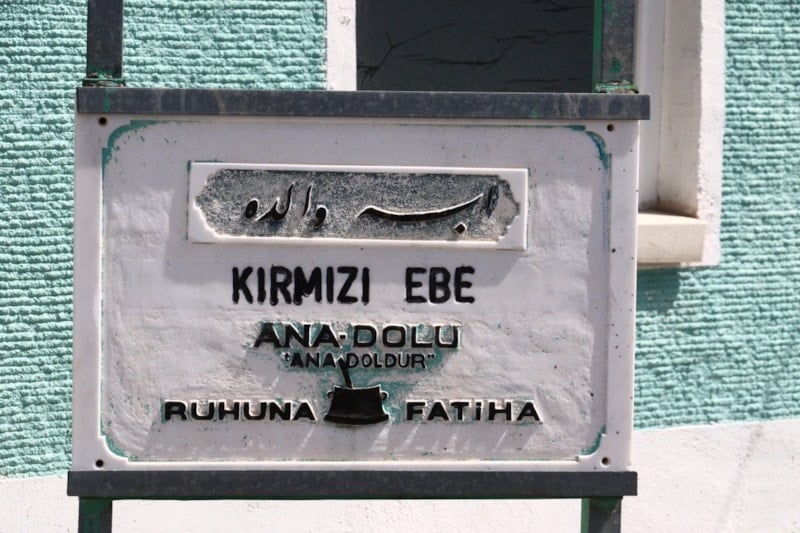 ابه والده
KIRMIZI EBE
ANA-DOLU
"ANA DOLDUR"
RUHUNA FATİHA